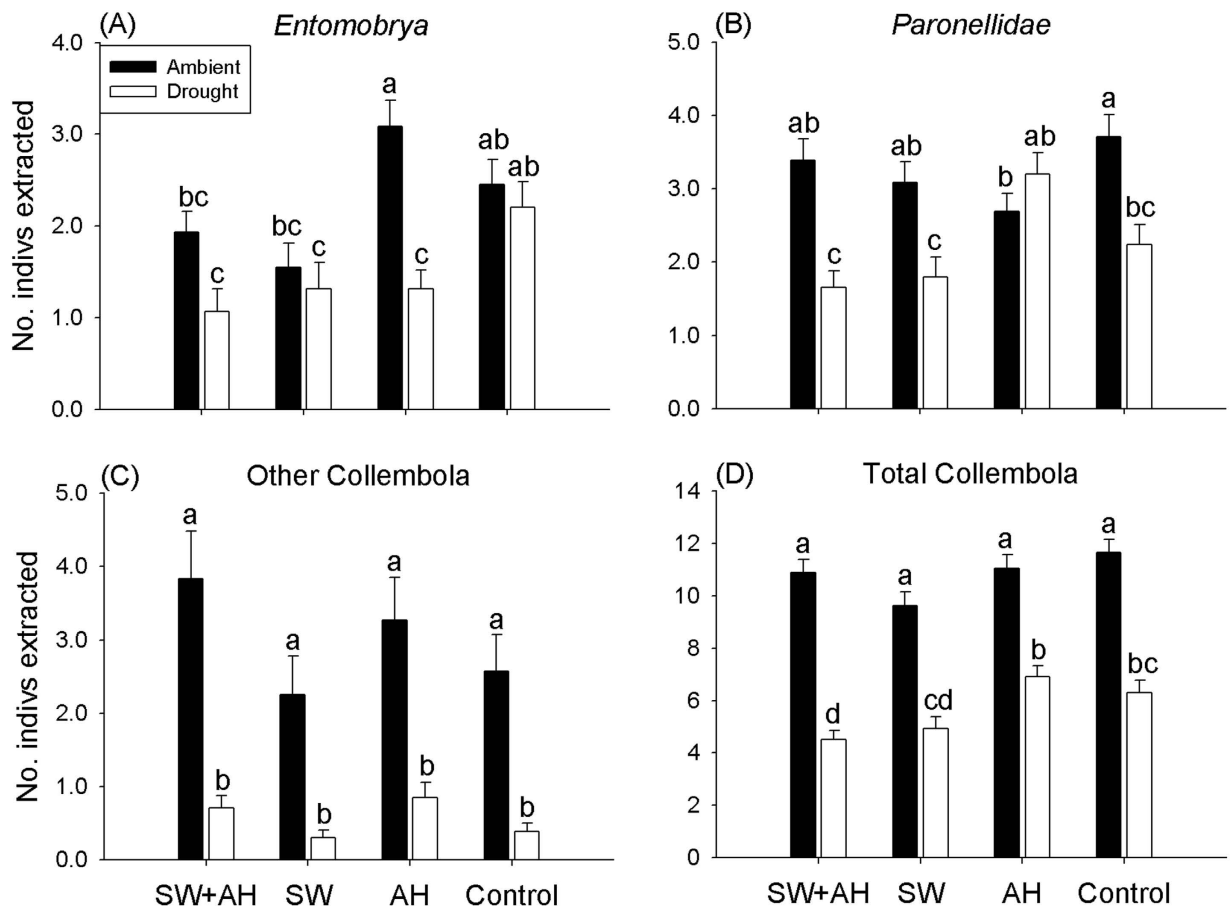 (A) Entomobrya
Ambient
Drought
No. indivs extracted
4.0
3.0
2.0
1.0
0.0
bc c bc c a c ab ab
(B) Paronellidae
5.0
4.0
3.0
2.0
1.0
0.0
ab c ab c b ab a bc
(C) Other Collembola
No. indivs extracted
5.0
4.0
3.0
2.0
1.0
0.0
a b a b a b a b
SW+AH SW AH Control
(D) Total Collembola
14
12
10
8
6
4
2
0
a d a cd a b a bc
SW+AH SW AH Control